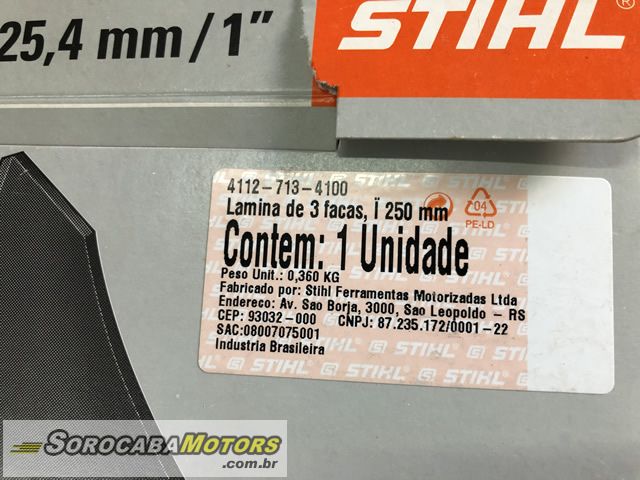 25,4 mm/1"
STIHL®
4112-713-4100
Lamina de 3 facas, Ï 250 mm
04
PE-LD
Contem: 1 Unidade
Peso Unit.: 0,360 KG
Fabricado por: Stihl Ferramentas Motorizadas Ltda
Endereco: Av. Sao Borja, 3000, Sao Leopoldo - RS
CEP: 93032-000 CNPJ: 87.235.172/0001-22
SAC:08007075001
Industria Brasileira
SOROCABAMOTORS
.com.br